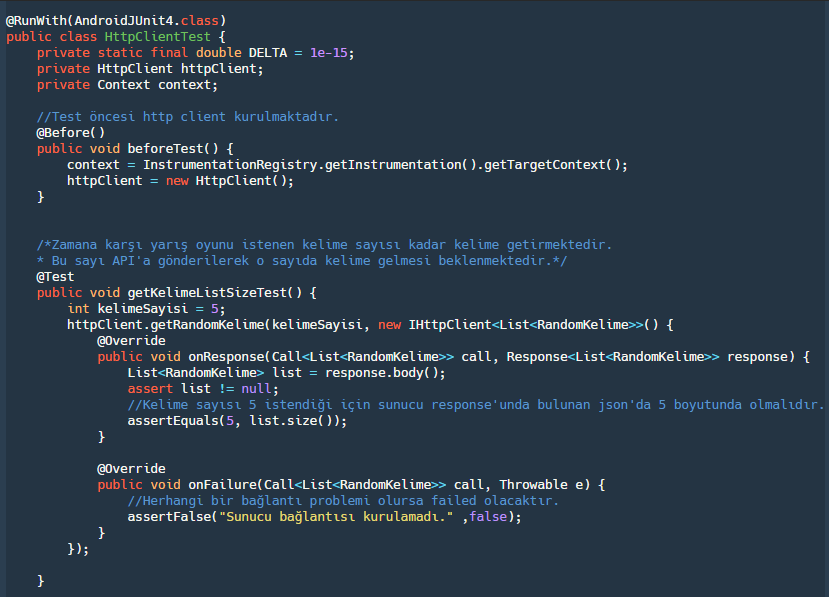 @RunWith(AndroidJUnit4.class)
public class HttpClientTest {
    private static final double DELTA = 1e-15;
    private HttpClient httpClient;
    private Context context;

    //Test öncesi http client kurulmaktadır.
    @Before()
    public void beforeTest() {
        context = InstrumentationRegistry.getInstrumentation().getTargetContext();
        httpClient = new HttpClient();
    }


    /*Zamana karşı yarış oyunu istenen kelime sayısı kadar kelime getirmektedir.
    * Bu sayı API'a gönderilerek o sayıda kelime gelmesi beklenmektedir.*/
    @Test
    public void getKelimeListSizeTest() {
        int kelimeSayisi = 5;
        httpClient.getRandomKelime(kelimeSayisi, new IHttpClient<List<RandomKelime>>() {
            @Override
            public void onResponse(Call<List<RandomKelime>> call, Response<List<RandomKelime>> response) {
                List<RandomKelime> list = response.body();
                assert list != null;
                //Kelime sayısı 5 istendiği için sunucu response'unda bulunan json'da 5 boyutunda olmalıdır.
                assertEquals(5, list.size());
            }

            @Override
            public void onFailure(Call<List<RandomKelime>> call, Throwable e) {
                //Herhangi bir bağlantı problemi olursa failed olacaktır.
                assertFalse("Sunucu bağlantısı kurulamadı." ,false);
            }
        });

    }